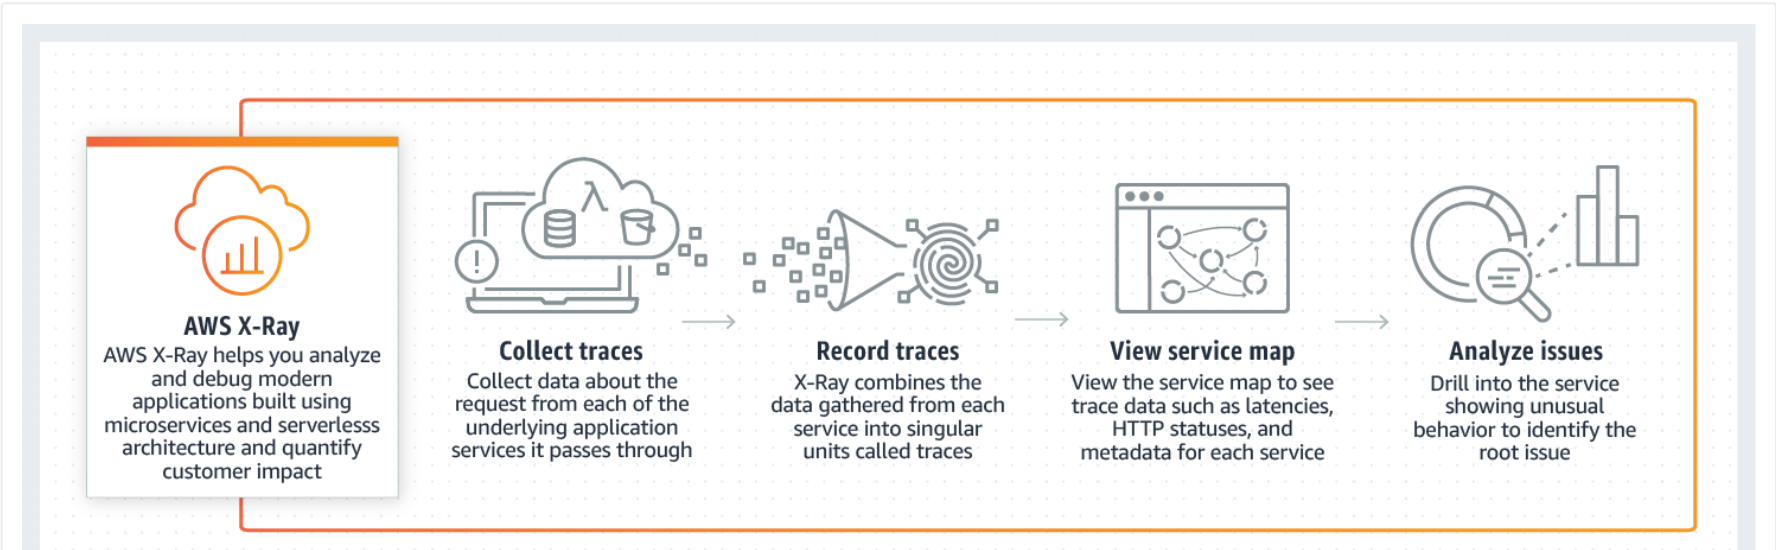 AWS X-Ray
AWS X-Ray helps you analyze
and debug modern
applications built using
microservices and serverlesss
architecture and quantify
customer impact
Collect traces
Collect data about the
request from each of the
underlying application
services it passes through
Record traces
X-Ray combines the
data gathered from each
service into singular
units called traces
View service map
View the service map to see
trace data such as latencies,
HTTP statuses, and
metadata for each service
Analyze issues
Drill into the service
showing unusual
behavior to identify the
root issue